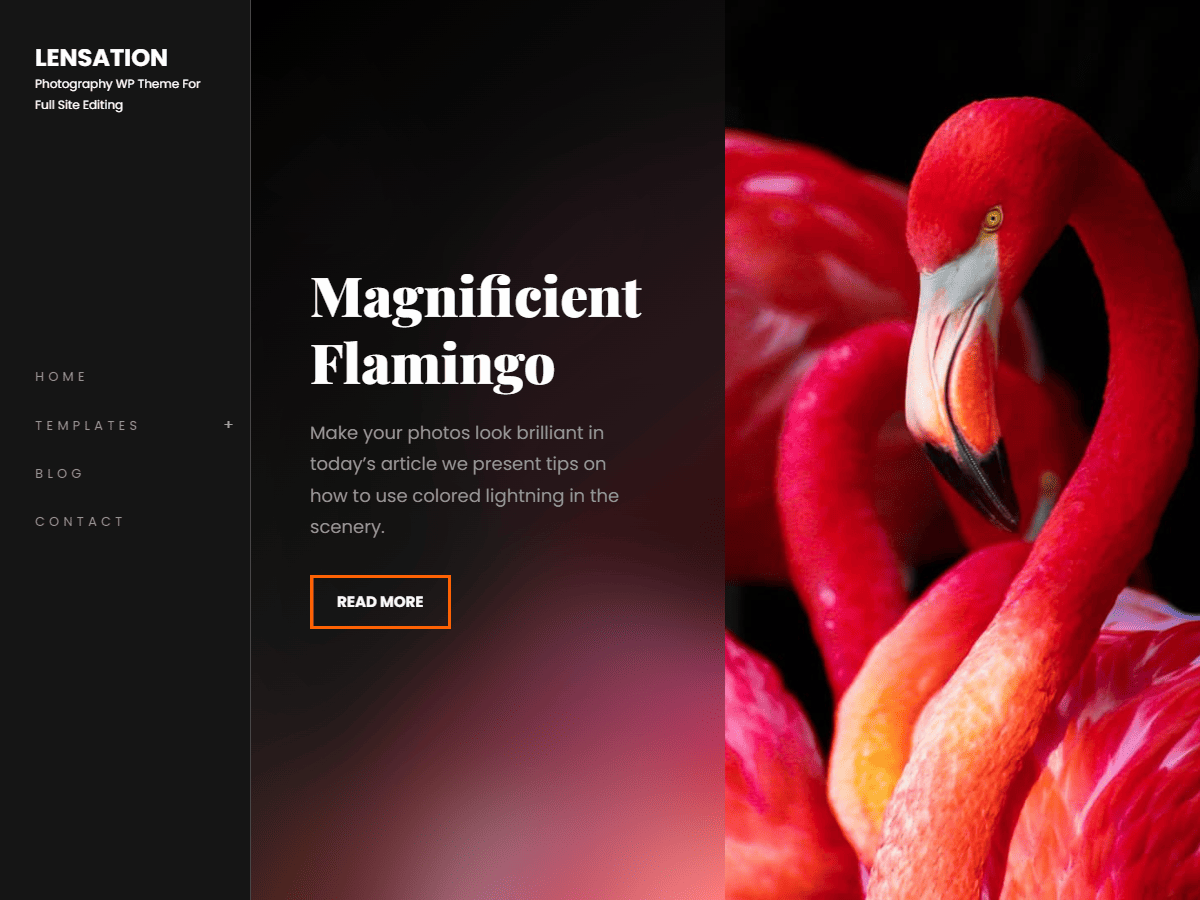 LENSATION
Photography WP Theme For
Full Site Editing
HOME
TEMPLATES +
BLOG
CONTACT
Magnificient
Flamingo
Make your photos look brilliant in
today’s article we present tips on
how to use colored lightning in the
scenery.
READ MORE